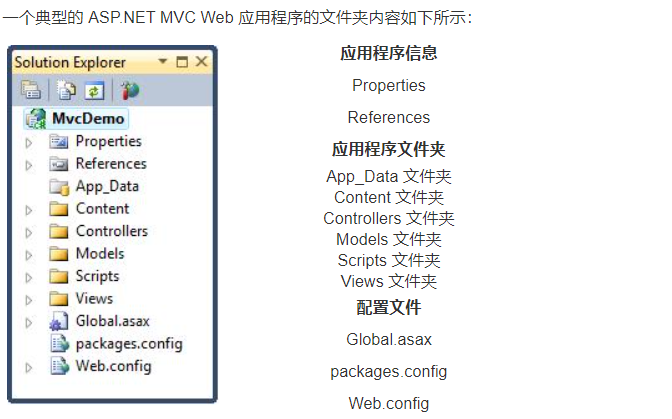 一个典型的 ASP.NET MVC Web 应用程序的文件夹内容如下所示：
Solution Explorer
MvcDemo
Properties
References
App_Data
Content
Controllers
Models
Scripts
Views
Global.asax
packages.config
Web.config
应用程序信息
Properties
References
应用程序文件夹
App_Data 文件夹
Content 文件夹
Controllers 文件夹
Models 文件夹
Scripts 文件夹
Views 文件夹
配置文件
Global.asax
packages.config
Web.config